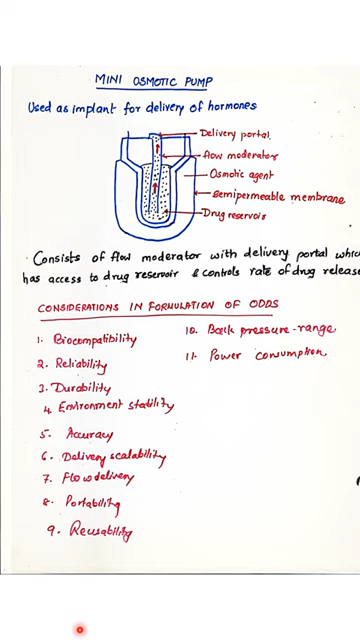 MINI OSMOTIC PUMP
Used as implant for delivery of hormones
Delivery portal
flow moderator
Osmotic agent
Semipermeable membrane
Drug reservoir
Consists of flow moderator with delivery portal which
has access to drug reservoir & controls rate of drug release
CONSIDERATIONS IN FORMULATION OF ODDS
1. Biocompatibility
2. Reliability
3. Durability
4. Environment stability
5. Accuracy
6. Delivery scalability
7. Flow delivery
8. Portability
9. Reusability
10. Back pressure-range
11. Power consumption